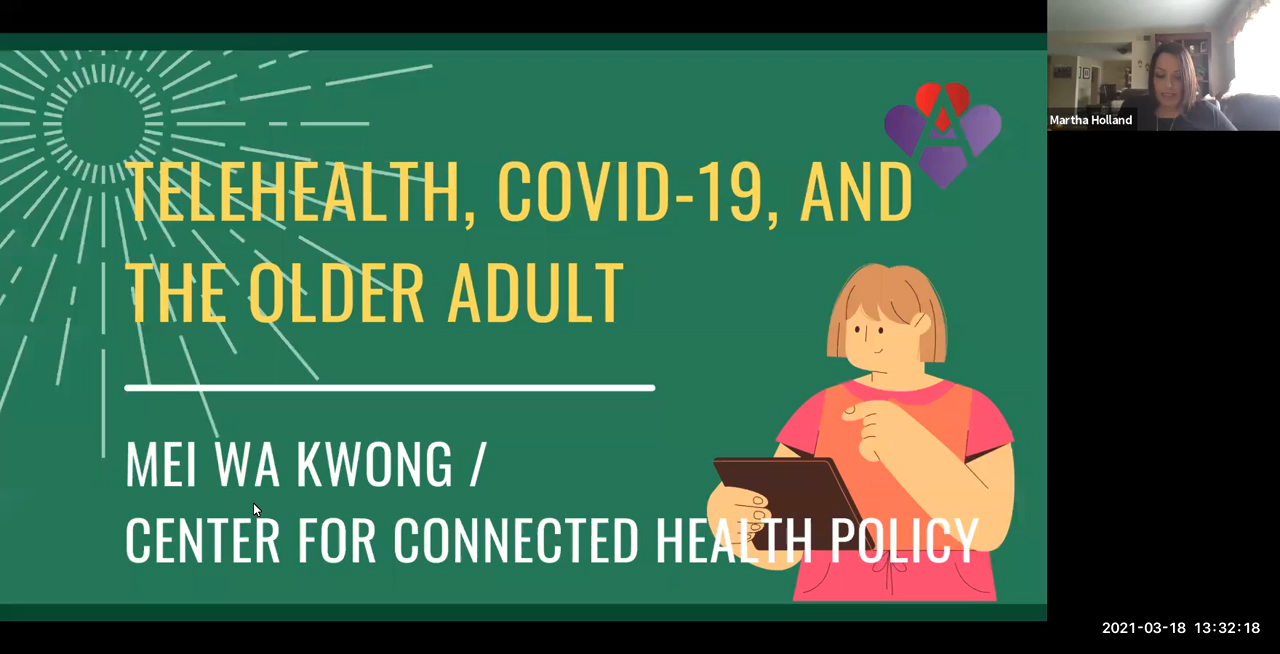 TELEHEALTH, COVID-19, AND
THE OLDER ADULT
MEI WA KWONG /
CENTER FOR CONNECTED HEALTH POLICY
Martha Holland
2021-03-18 13:32:18